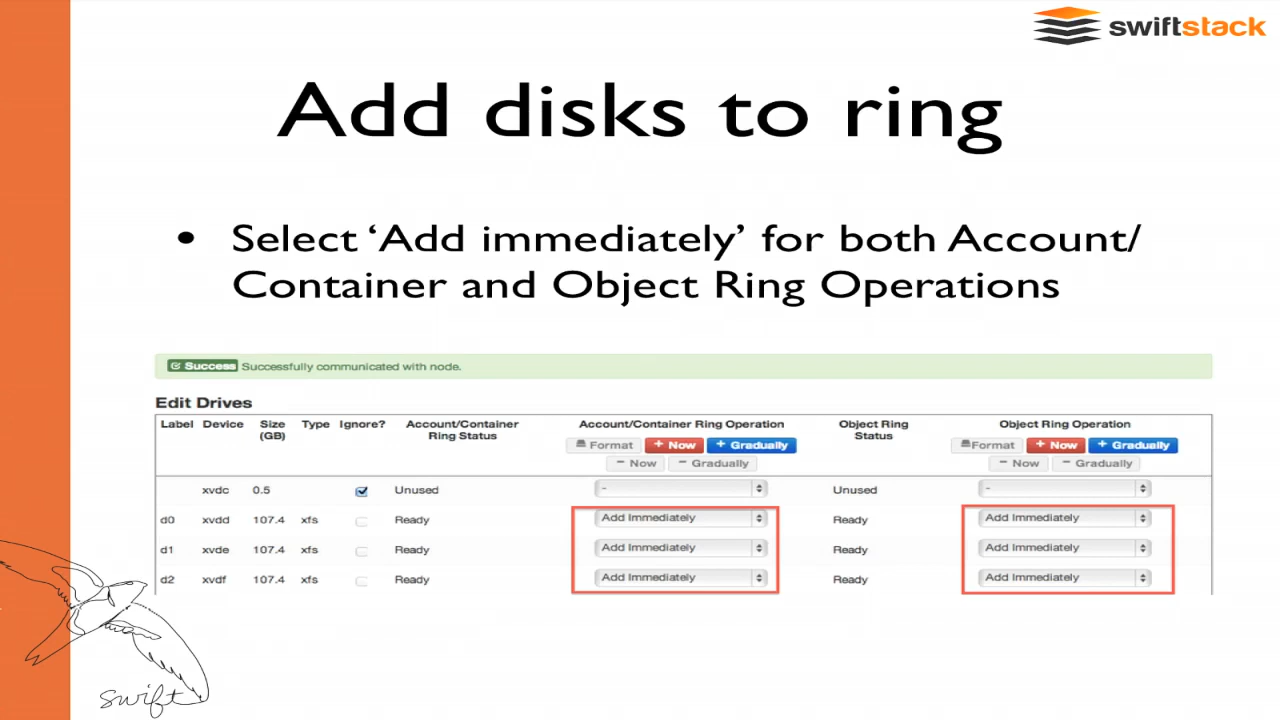 swiftstack
Add disks to ring
• Select ‘Add immediately’ for both Account/
Container and Object Ring Operations
Success Successfully communicated with node.
Edit Drives
Label Device Size (GB) Type Ignore? Account/Container Ring Status Account/Container Ring Operation Object Ring Status Object Ring Operation
Format + Now + Gradually Format + Now + Gradually
− Now − Gradually − Now − Gradually
xvdc 0.5 Unused - Unused -
d0 xvdd 107.4 xfs Ready Add Immediately Ready Add Immediately
d1 xvde 107.4 xfs Ready Add Immediately Ready Add Immediately
d2 xvdf 107.4 xfs Ready Add Immediately Ready Add Immediately
swift